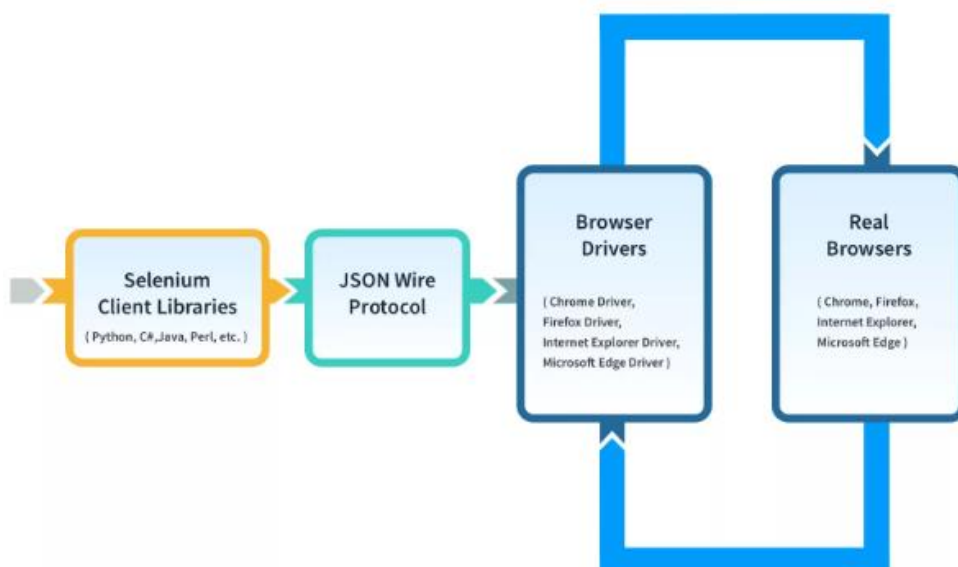 Selenium
Client Libraries
( Python, C#,Java, Perl, etc. )
JSON Wire
Protocol
Browser
Drivers
( Chrome Driver,
Firefox Driver,
Internet Explorer Driver,
Microsoft Edge Driver )
Real
Browsers
( Chrome, Firefox,
Internet Explorer,
Microsoft Edge )